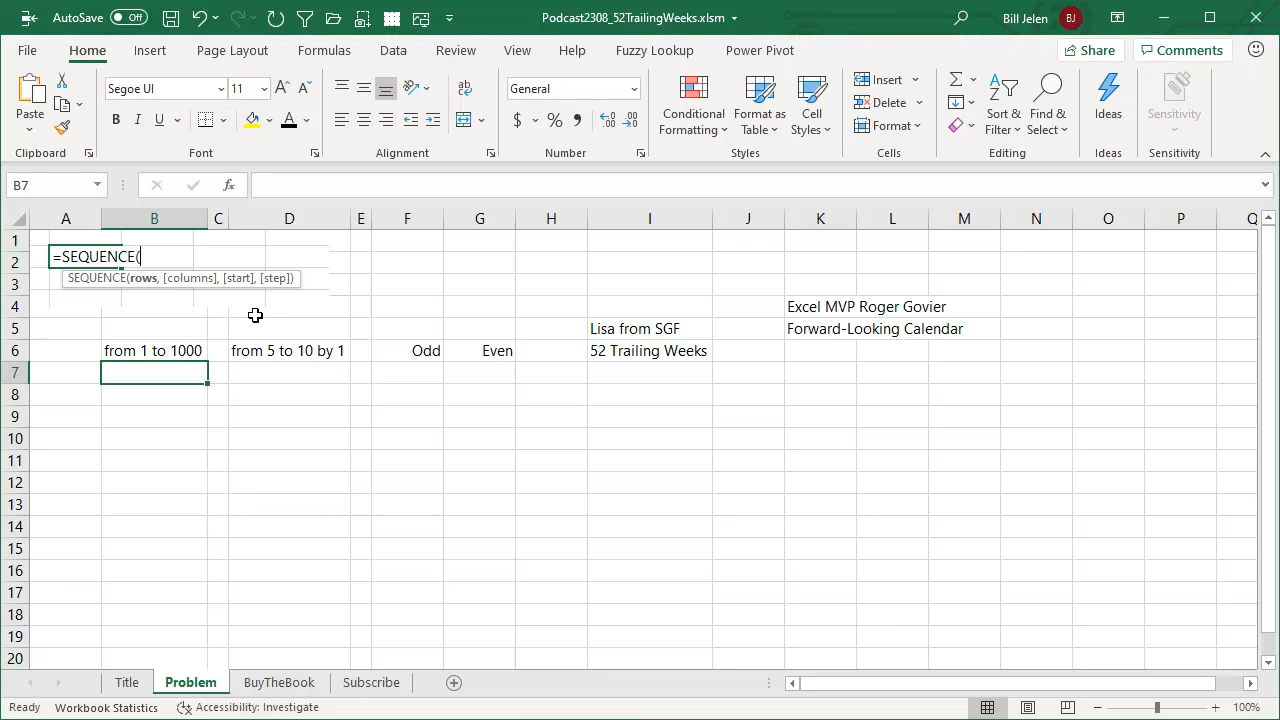 AutoSave Off
Podcast2308_52TrailingWeeks.xlsm
Bill Jelen BJ
File Home Insert Page Layout Formulas Data Review View Help Fuzzy Lookup Power Pivot Share Comments
Paste
Segoe UI 11
B I U A
General
$ % ,
Conditional Formatting
Format as Table
Cell Styles
Insert
Delete
Format
Sort & Filter
Find & Select
Ideas
Sensitivity
Clipboard Font Alignment Number Styles Cells Editing Ideas Sensitivity
B7 fx
A B C D E F G H I J K L M N O P Q
1
2 =SEQUENCE(
SEQUENCE(rows, [columns], [start], [step])
3
4 Excel MVP Roger Govier
5 Lisa from SGF Forward-Looking Calendar
6 from 1 to 1000 from 5 to 10 by 1 Odd Even 52 Trailing Weeks
7
8
9
10
11
12
13
14
15
16
17
18
19
20
Title Problem BuyTheBook Subscribe
Ready Workbook Statistics Accessibility: Investigate 100%